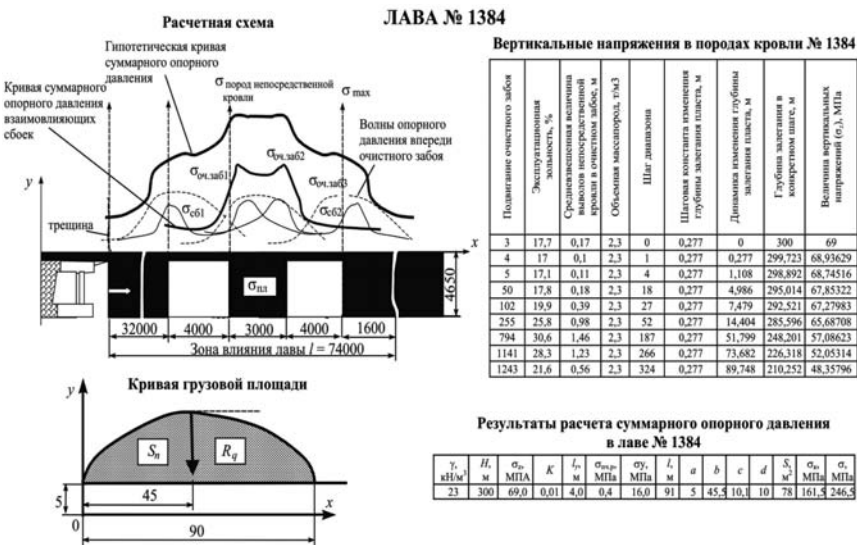 ЛАВА № 1384
Расчетная схема
Гипотетическая кривая
суммарного опорного
давления
Кривая суммарного
опорного давления
взаимовлияющих
сбоек
σ пород непосредственной
кровли
σ max
Волны опорного
давления впереди
очистного забоя
σоч.заб1
σоч.заб2
σоч.заб3
σсб1
σсб2
y
трещина
x
σпл
4650
32000 4000 3000 4000 1600
Зона влияния лавы l = 74000
Кривая грузовой площади
y
Sn Rq
5
45
x
0
90
Вертикальные напряжения в породах кровли № 1384
Подвигание очистного забоя
Эксплуатационная зольность, %
Средневзвешенная величина вывалов непосредственной кровли в очистном забое, м
Объемная массапород, т/м3
Шаг диапазона
Шаговая константа изменения глубины залегания пласта, м
Динамика изменения глубины залегания пласта, м
Глубина залегания в конкретном шаге, м
Величина вертикальных напряжений (σz), МПа
3 17,7 0,17 2,3 0 0,277 0 300 69
4 17 0,1 2,3 1 0,277 0,277 299,723 68,93629
5 17,1 0,11 2,3 4 0,277 1,108 298,892 68,74516
50 17,8 0,18 2,3 18 0,277 4,986 295,014 67,85322
102 19,9 0,39 2,3 27 0,277 7,479 292,521 67,27983
255 25,8 0,98 2,3 52 0,277 14,404 285,596 65,68708
794 30,6 1,46 2,3 187 0,277 51,799 248,201 57,08623
1141 28,3 1,23 2,3 266 0,277 73,682 226,318 52,05314
1243 21,6 0,56 2,3 324 0,277 89,748 210,252 48,35796
Результаты расчета суммарного опорного давления
в лаве № 1384
γ, кН/м³ H, м σz, МПА K lу, м МПа σу, МПа l, м a b c d S, м² МПа σ, МПа
23 300 69,0 0,01 4,0 0,4 16,0 91 5 45,5 10,1 10 78 161,5 246,5